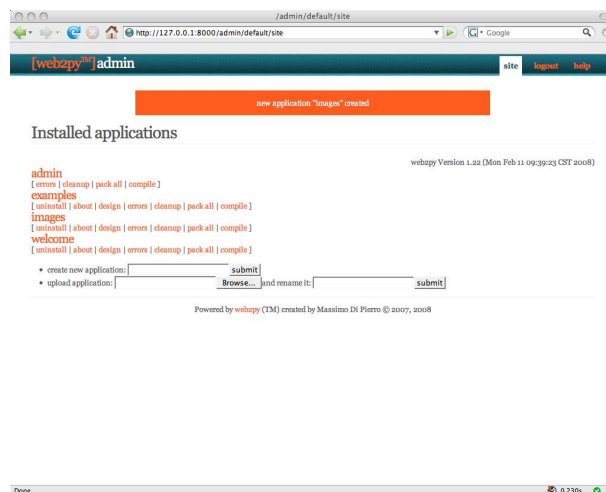 /admin/default/site
http://127.0.0.1:8000/admin/default/site
Google
[web2py™]admin
site logout help
new application "images" created
Installed applications
web2py Version 1.22 (Mon Feb 11 09:39:23 CST 2008)
admin
[ errors | cleanup | pack all | compile ]
examples
[ uninstall | about | design | errors | cleanup | pack all | compile ]
images
[ uninstall | about | design | errors | cleanup | pack all | compile ]
welcome
[ uninstall | about | design | errors | cleanup | pack all | compile ]
• create new application: submit
• upload application: Browse... and rename it: submit
Powered by web2py (TM) created by Massimo Di Pierro © 2007, 2008
Done 0.230s